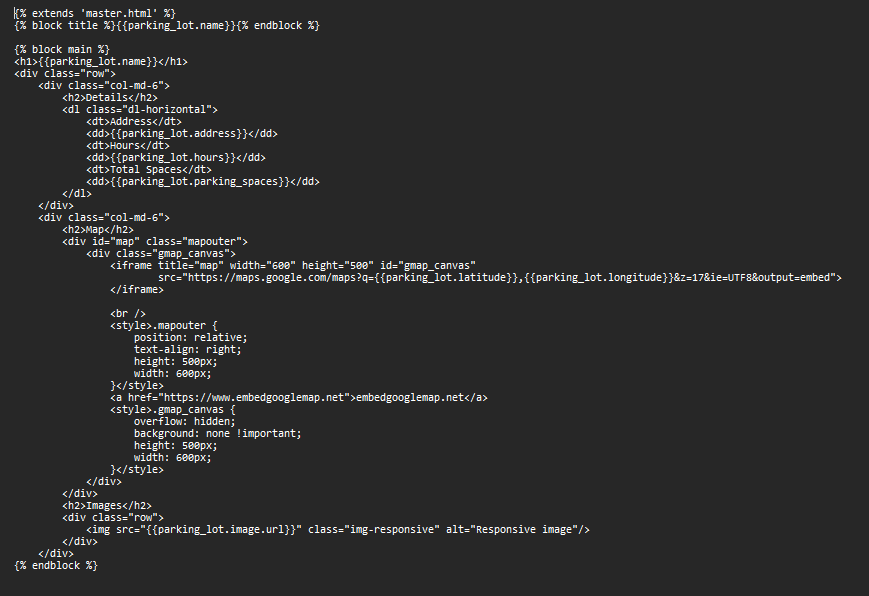 {% extends 'master.html' %}
{% block title %}{{parking_lot.name}}{% endblock %}
{% block main %}
<h1>{{parking_lot.name}}</h1>
<div class="row">
<div class="col-md-6">
<h2>Details</h2>
<dl class="dl-horizontal">
<dt>Address</dt>
<dd>{{parking_lot.address}}</dd>
<dt>Hours</dt>
<dd>{{parking_lot.hours}}</dd>
<dt>Total Spaces</dt>
<dd>{{parking_lot.parking_spaces}}</dd>
</dl>
</div>
<div class="col-md-6">
<h2>Map</h2>
<div id="map" class="mapouter">
<div class="gmap_canvas">
<iframe title="map" width="600" height="500" id="gmap_canvas"
src="https://maps.google.com/maps?q={{parking_lot.latitude}},{{parking_lot.longitude}}&z=17&ie=UTF8&output=embed">
</iframe>
<br />
<style>.mapouter {
position: relative;
text-align: right;
height: 500px;
width: 600px;
}</style>
<a href="https://www.embedgooglemap.net">embedgooglemap.net</a>
<style>.gmap_canvas {
overflow: hidden;
background: none !important;
height: 500px;
width: 600px;
}</style>
</div>
</div>
<h2>Images</h2>
<div class="row">
<img src="{{parking_lot.image.url}}" class="img-responsive" alt="Responsive image"/>
</div>
</div>
{% endblock %}